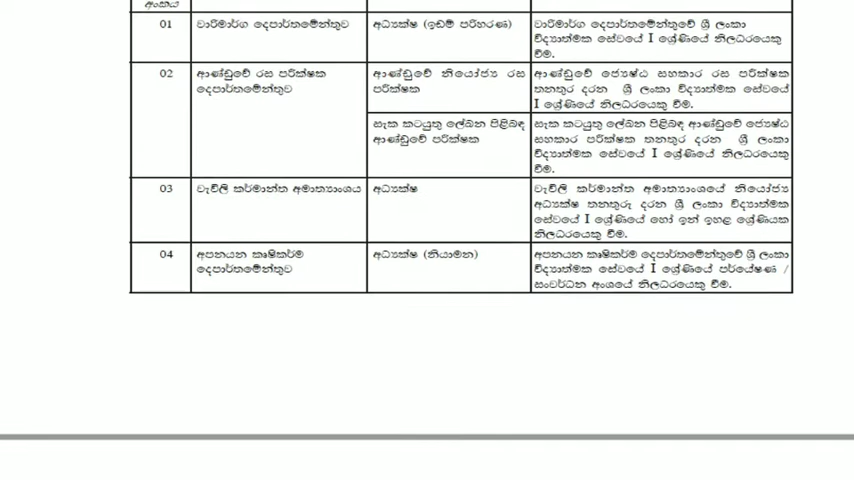 අංකය
01 වාරිමාර්ග දෙපාර්තමේන්තුව අධ්‍යක්ෂ (ඉඩම් පරිහරණ) වාරිමාර්ග දෙපාර්තමේන්තුවේ ශ්‍රී ලංකා
විද්‍යාත්මක සේවයේ I ශ්‍රේණියේ නිලධරයෙකු
වීම.
02 ආණ්ඩුවේ රස පරික්ෂක
දෙපාර්තමේන්තුව
ආණ්ඩුවේ නියෝජ්‍ය රස
පරික්ෂක
ආණ්ඩුවේ ජ්‍යෙෂ්ඨ සහකාර රස පරික්ෂක
තනතුර දරන ශ්‍රී ලංකා විද්‍යාත්මක සේවයේ
I ශ්‍රේණියේ නිලධරයෙකු වීම.
සැක කටයුතු ලේඛන පිළිබඳ
ආණ්ඩුවේ පරික්ෂක
සැක කටයුතු ලේඛන පිළිබඳ ආණ්ඩුවේ ජ්‍යෙෂ්ඨ
සහකාර පරික්ෂක තනතුර දරන ශ්‍රී ලංකා
විද්‍යාත්මක සේවයේ I ශ්‍රේණියේ නිලධරයෙකු
වීම.
03 වැවිලි කර්මාන්ත අමාත්‍යාංශය අධ්‍යක්ෂ
වැවිලි කර්මාන්ත අමාත්‍යාංශයේ නියෝජ්‍ය
අධ්‍යක්ෂ තනතුරු දරන ශ්‍රී ලංකා විද්‍යාත්මක
සේවයේ I ශ්‍රේණියේ හෝ ඉන් ඉහළ ශ්‍රේණියක
නිලධරයෙකු වීම.
04 අපනයන කෘෂිකර්ම
දෙපාර්තමේන්තුව
අධ්‍යක්ෂ (නියාමන)
අපනයන කෘෂිකර්ම දෙපාර්තමේන්තුවේ ශ්‍රී ලංකා
විද්‍යාත්මක සේවයේ I ශ්‍රේණියේ පර්යේෂණ /
සංවර්ධන අංශයේ නිලධරයෙකු වීම.